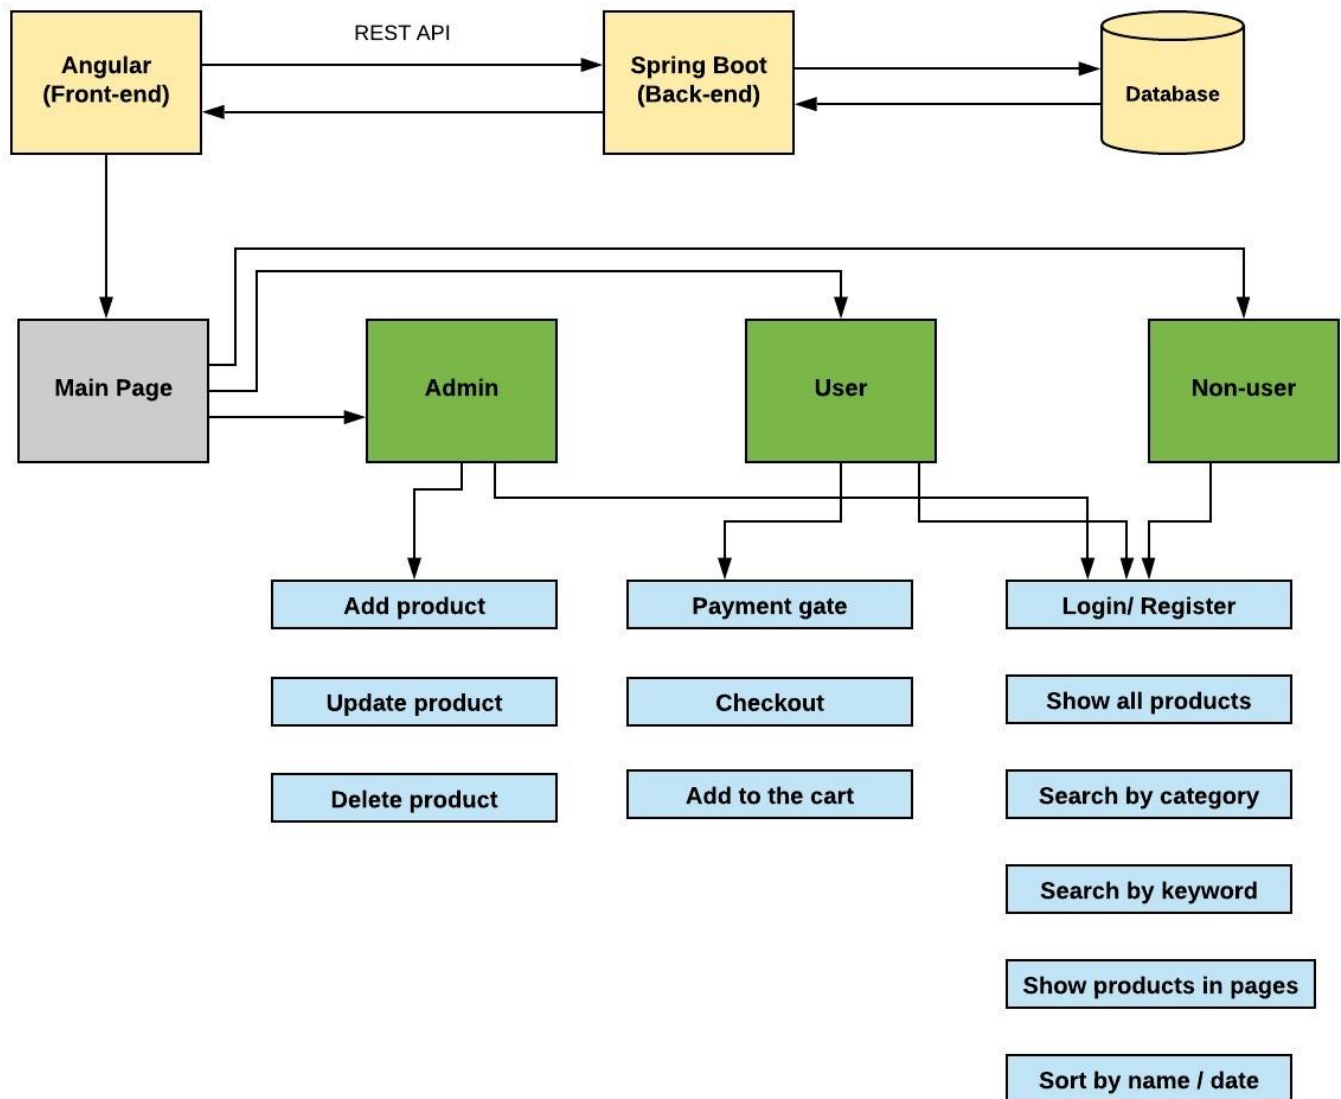 REST API
Angular
(Front-end)
Spring Boot
(Back-end)
Database
Main Page
Admin
User
Non-user
Add product
Payment gate
Login/ Register
Update product
Checkout
Show all products
Delete product
Add to the cart
Search by category
Search by keyword
Show products in pages
Sort by name / date